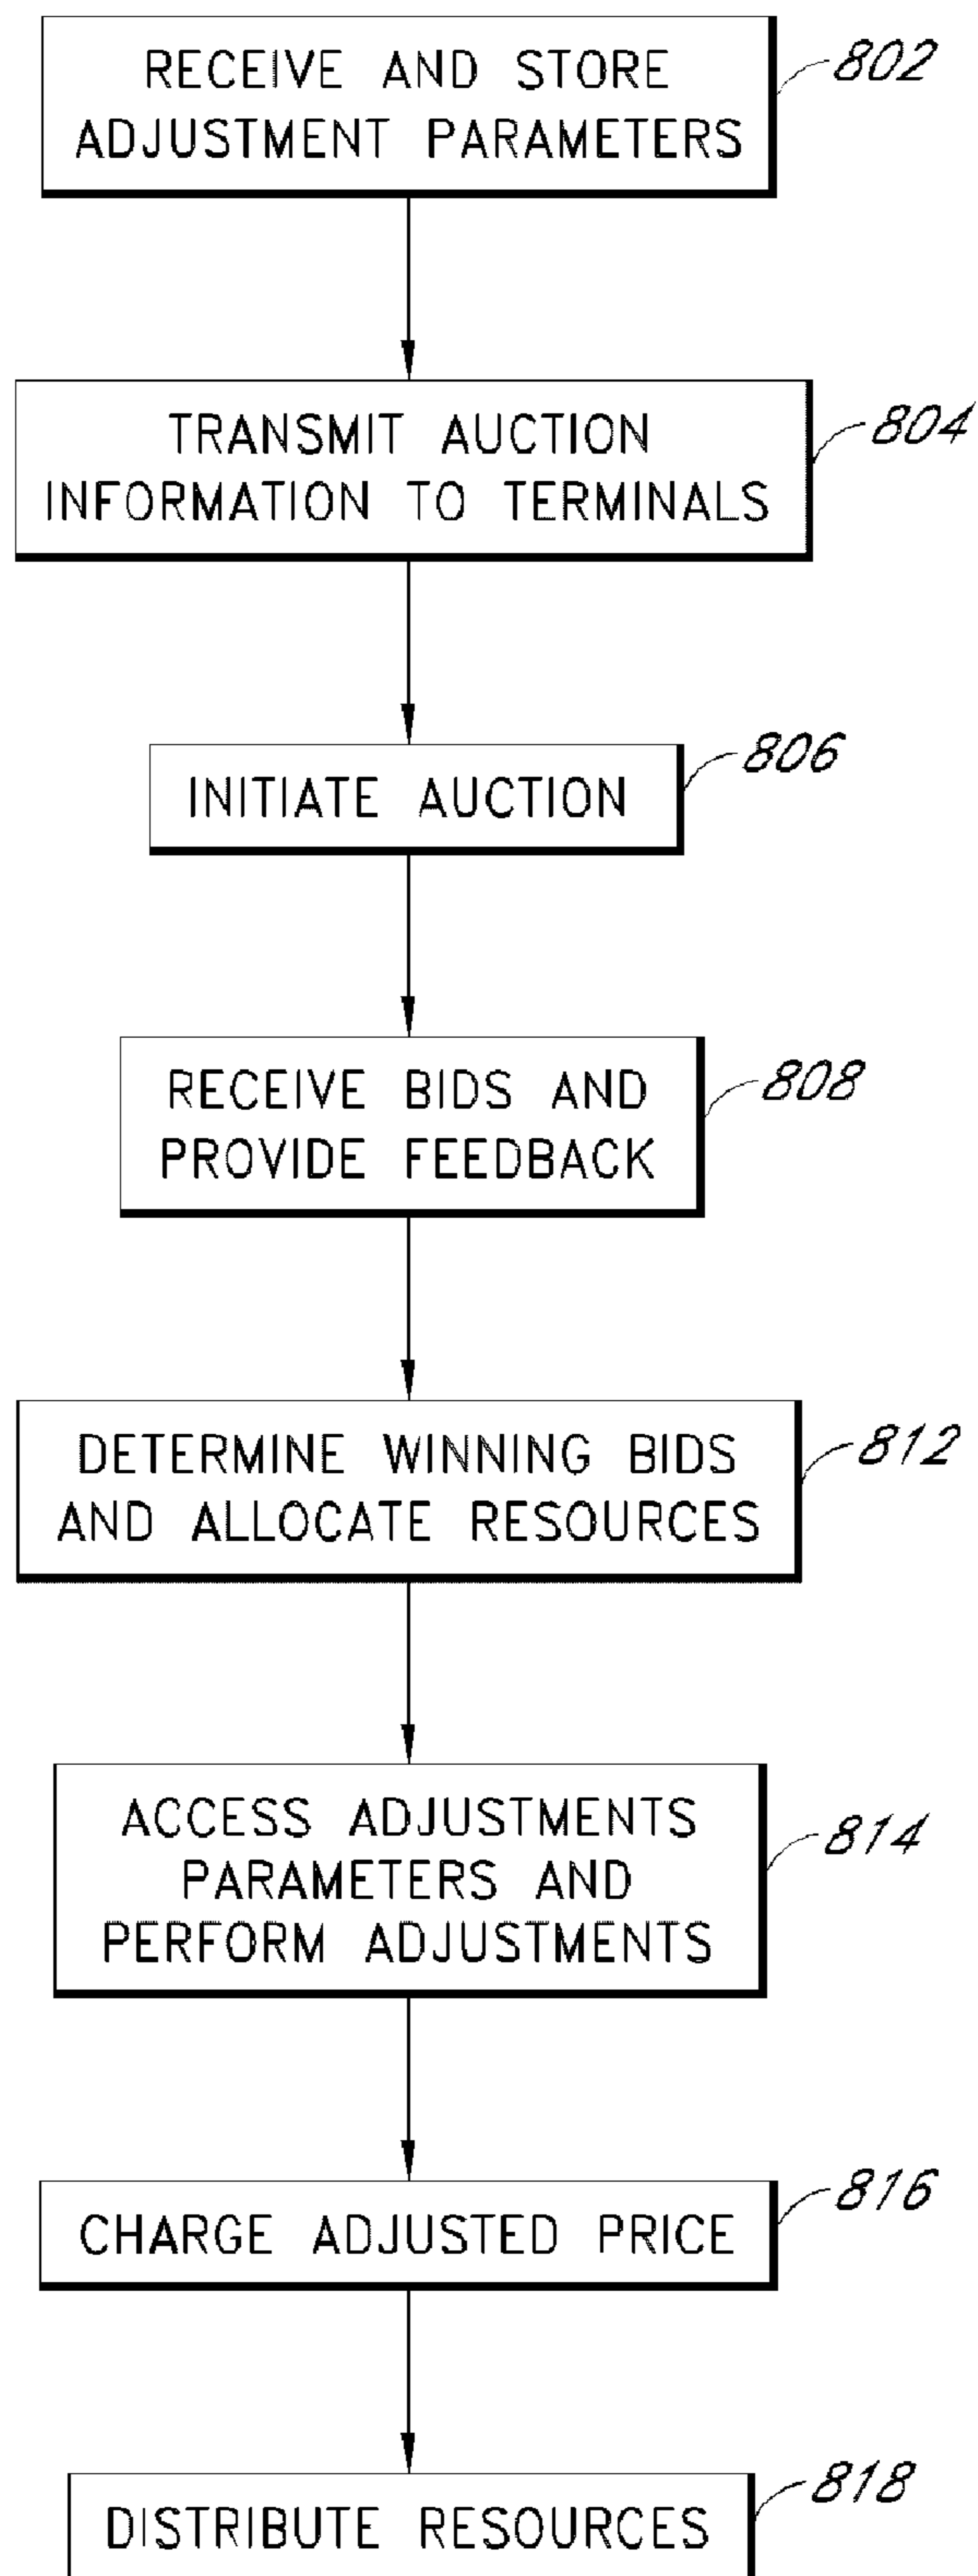 RECEIVE AND STORE
ADJUSTMENT PARAMETERS
802
TRANSMIT AUCTION
INFORMATION TO TERMINALS
804
INITIATE AUCTION
806
RECEIVE BIDS AND
PROVIDE FEEDBACK
808
DETERMINE WINNING BIDS
AND ALLOCATE RESOURCES
812
ACCESS ADJUSTMENTS
PARAMETERS AND
PERFORM ADJUSTMENTS
814
CHARGE ADJUSTED PRICE
816
DISTRIBUTE RESOURCES
818